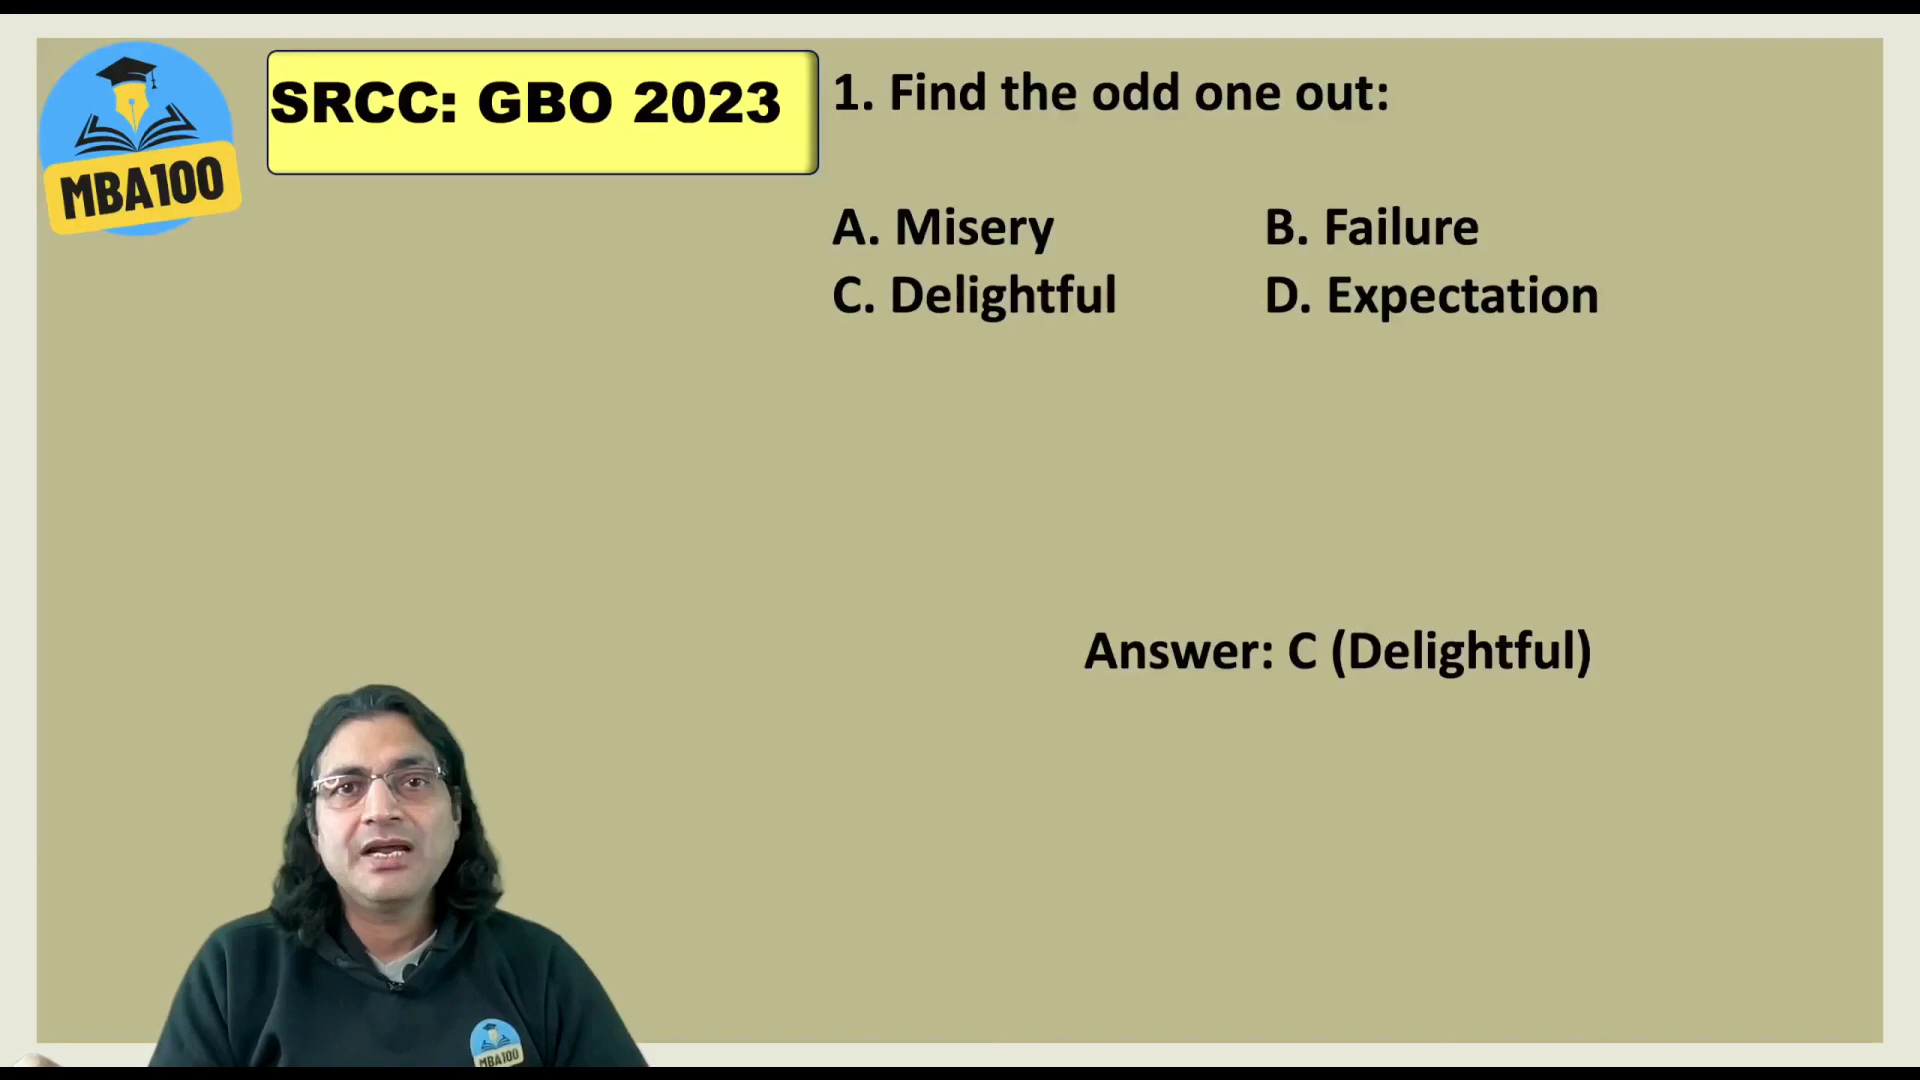 MBA100
SRCC: GBO 2023
1. Find the odd one out:
A. Misery
B. Failure
C. Delightful
D. Expectation
Answer: C (Delightful)
MBA100